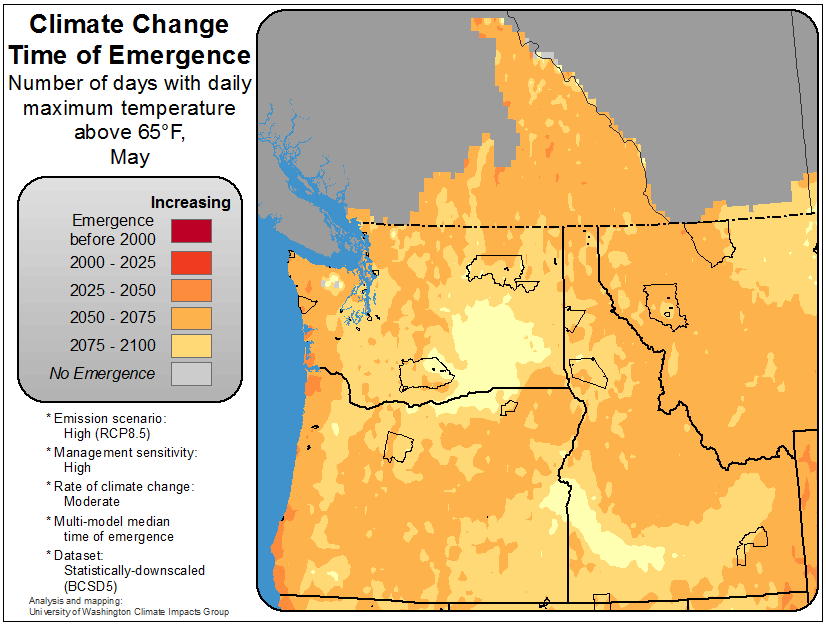 Climate Change
Time of Emergence
Number of days with daily
maximum temperature
above 65°F,
May
Increasing
Emergence
before 2000
2000 - 2025
2025 - 2050
2050 - 2075
2075 - 2100
No Emergence
* Emission scenario:
High (RCP8.5)
* Management sensitivity:
High
* Rate of climate change:
Moderate
* Multi-model median
time of emergence
* Dataset:
Statistically-downscaled
(BCSD5)
Analysis and mapping:
University of Washington Climate Impacts Group